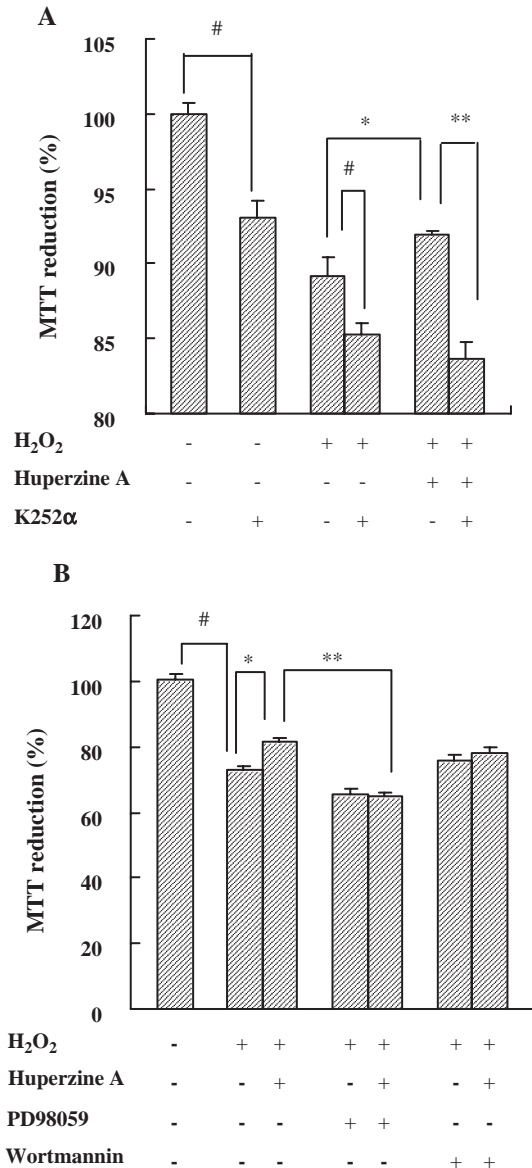 A
105
100
95
90
85
80
MTT reduction (%)
# * # **
H₂O₂ - - + + + +
Huperzine A - - - - + +
K252α - + - + - +
B
120
100
80
60
40
20
0
MTT reduction (%)
# * **
H₂O₂ - + + + + + +
Huperzine A - - + - + - +
PD98059 - - - + + - -
Wortmannin - - - - - + +